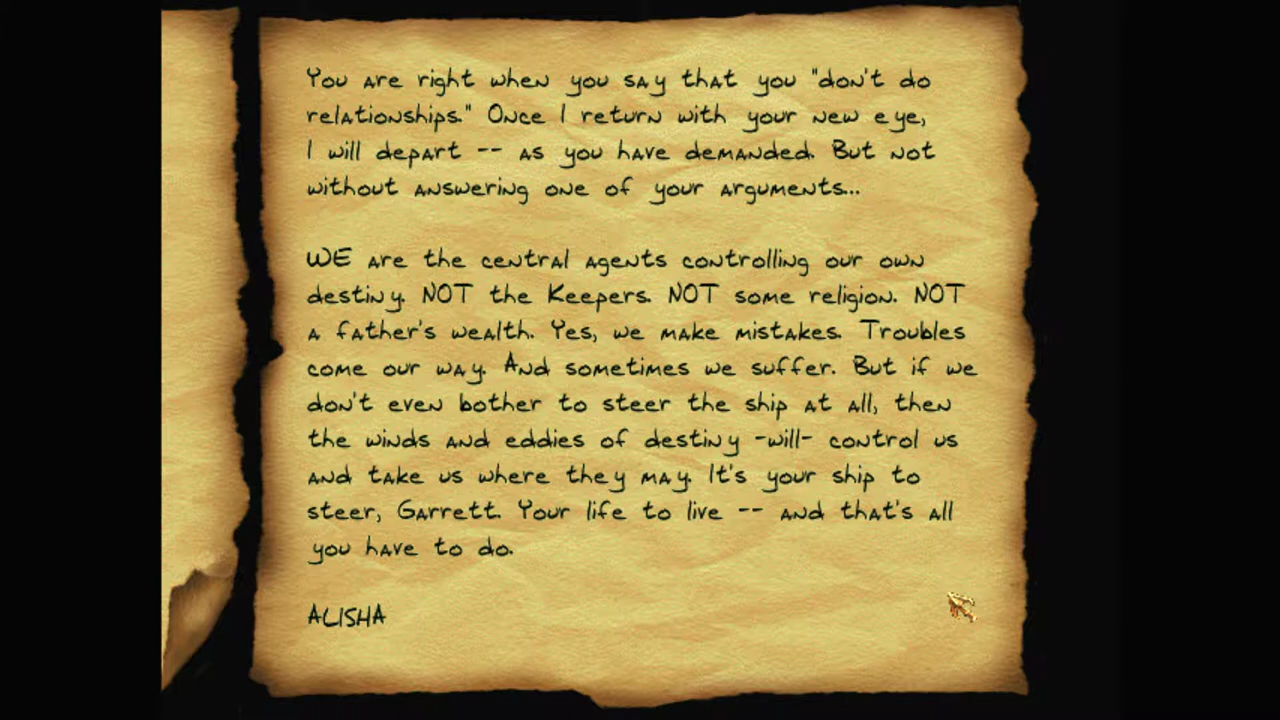 You are right when you say that you "don't do
relationships." Once I return with your new eye,
I will depart -- as you have demanded. But not
without answering one of your arguments...
WE are the central agents controlling our own
destiny. NOT the Keepers. NOT some religion. NOT
a father's wealth. Yes, we make mistakes. Troubles
come our way. And sometimes we suffer. But if we
don't even bother to steer the ship at all, then
the winds and eddies of destiny -will- control us
and take us where they may. It's your ship to
steer, Garrett. Your life to live -- and that's all
you have to do.
ALISHA